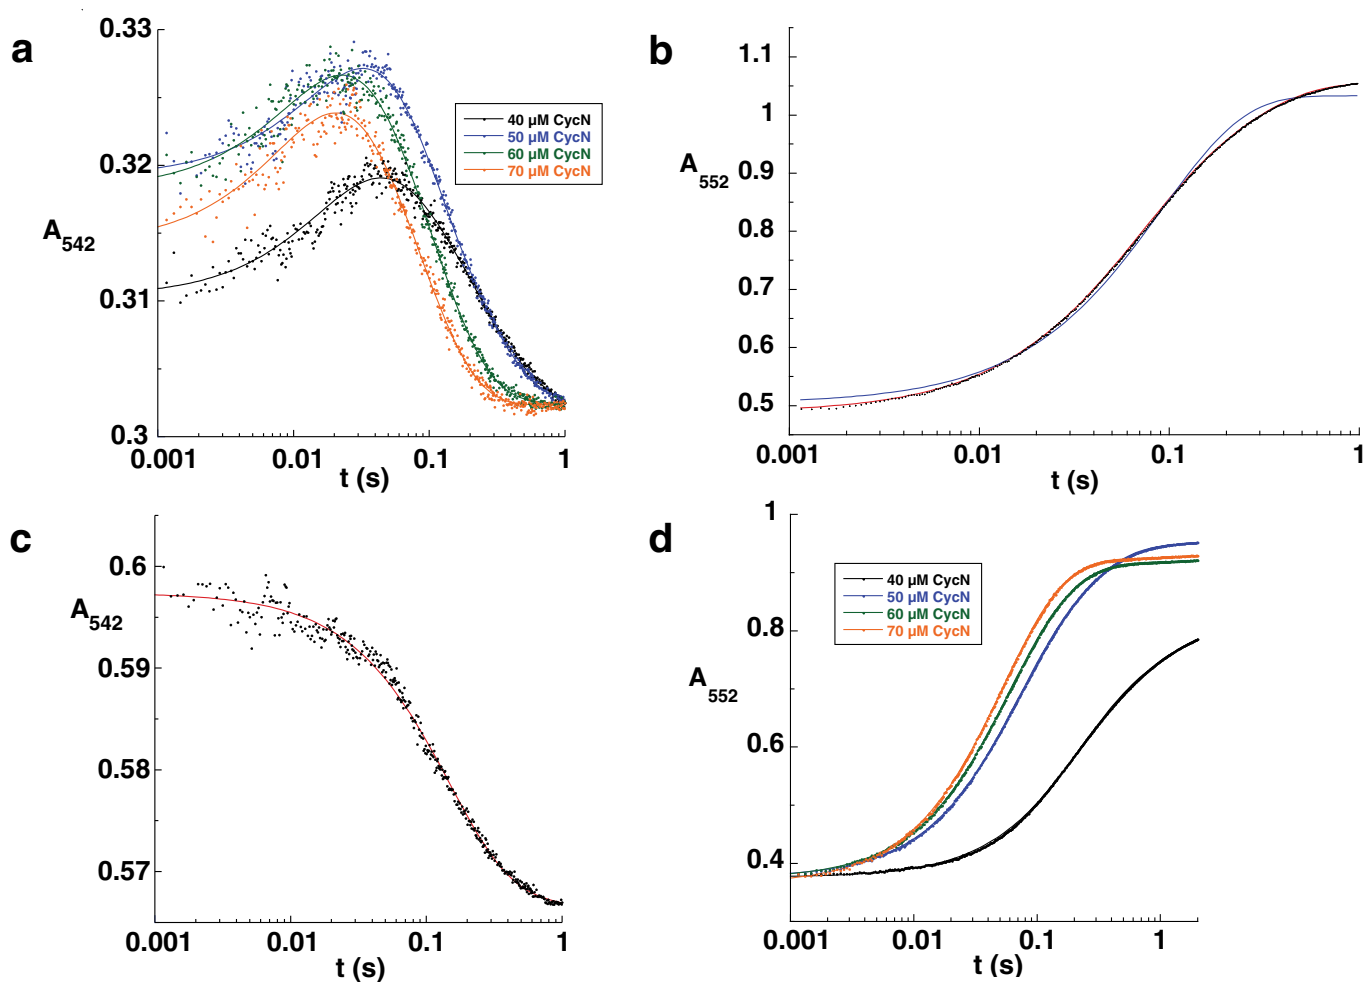 a
0.33
0.32
0.31
0.3
A542
0.001
0.01
0.1
1
t (s)
40 µM CycN
50 µM CycN
60 µM CycN
70 µM CycN
b
1.1
1
0.9
0.8
0.7
0.6
0.5
A552
0.001
0.01
0.1
1
t (s)
c
0.6
0.59
0.58
0.57
A542
0.001
0.01
0.1
1
t (s)
d
1
0.8
0.6
0.4
A552
0.001
0.01
0.1
1
t (s)
40 µM CycN
50 µM CycN
60 µM CycN
70 µM CycN